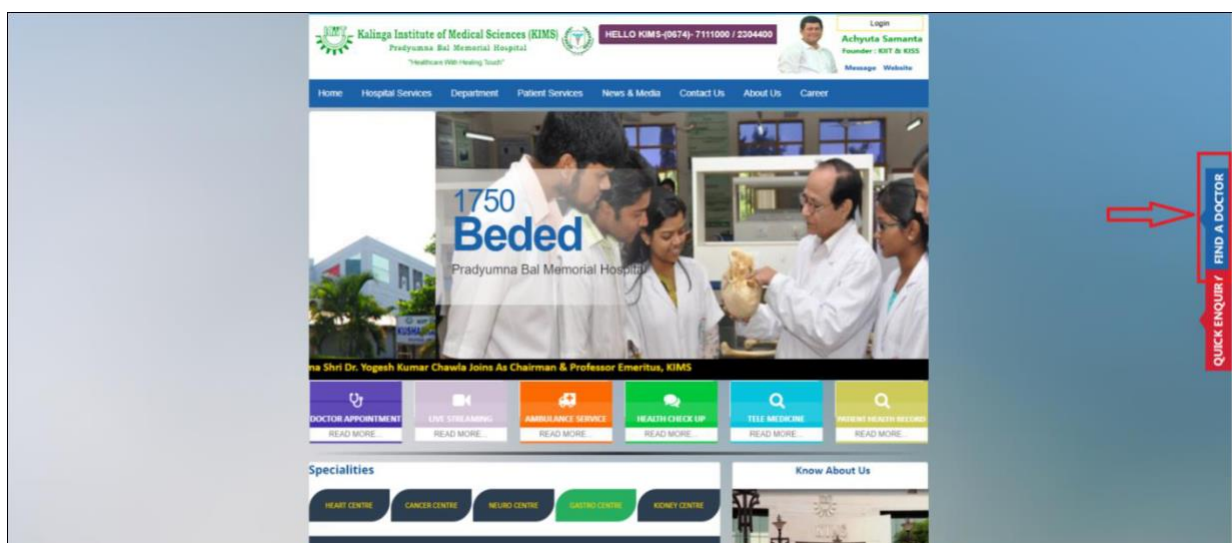 Kalinga Institute of Medical Sciences (KIMS)
Pradyumna Bal Memorial Hospital
"Healthcare With Healing Touch"
HELLO KIMS-(0674)- 7111000 / 2304400
Login
Achyuta Samanta
Founder : KIIT & KISS
Message Website
Home Hospital Services Department Patient Services News & Media Contact Us About Us Career
1750
Beded
Pradyumna Bal Memorial Hospital
na Shri Dr. Yogesh Kumar Chawla Joins As Chairman & Professor Emeritus, KIMS
DOCTOR APPOINTMENT LIVE STREAMING AMBULANCE SERVICE HEALTH CHECK UP TELE MEDICINE PATIENT HEALTH RECORD
READ MORE... READ MORE... READ MORE... READ MORE... READ MORE... READ MORE...
Specialities
Know About Us
HEART CENTRE CANCER CENTRE NEURO CENTRE GASTRO CENTRE KIDNEY CENTRE
FIND A DOCTOR
QUICK ENQUIRY